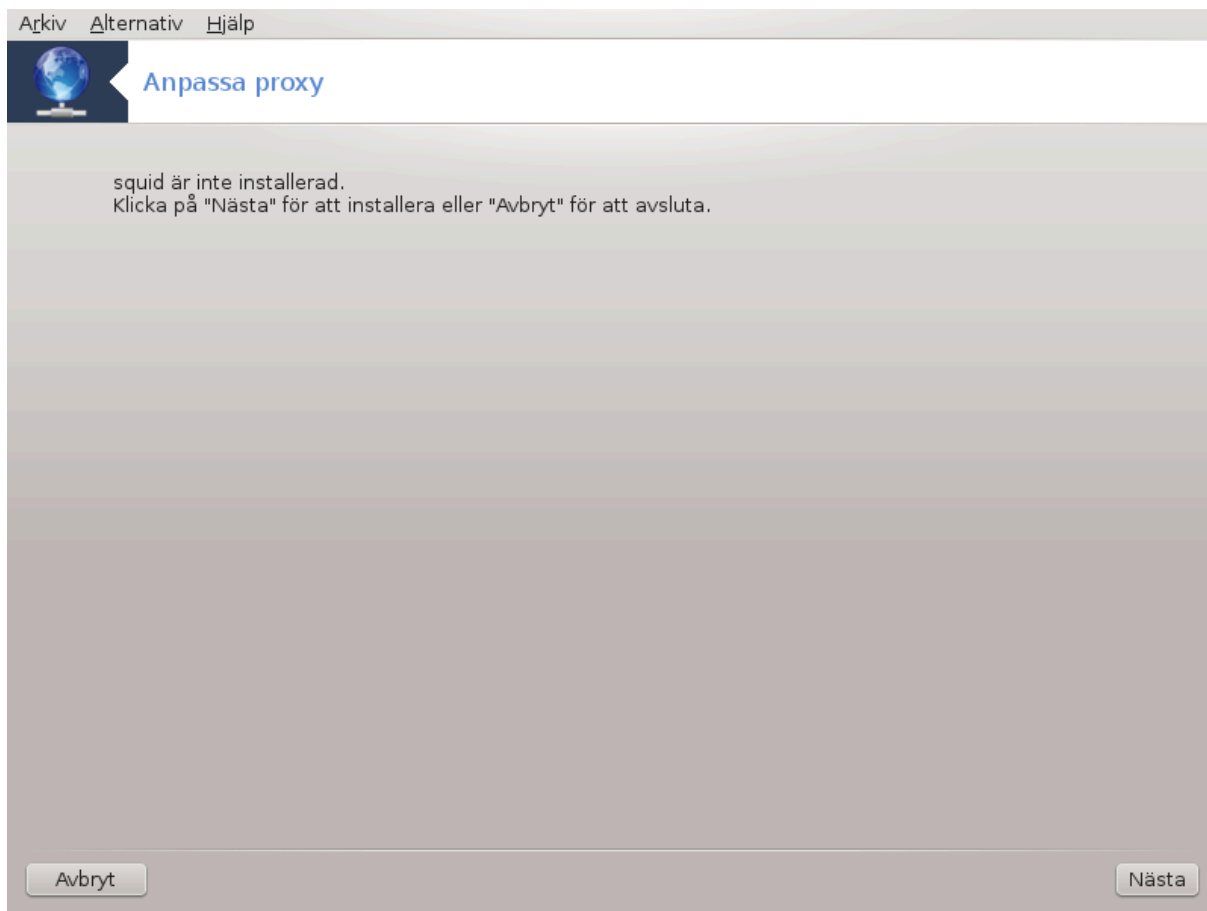 Arkiv Alternativ Hjälp
Anpassa proxy
squid är inte installerad.
Klicka på "Nästa" för att installera eller "Avbryt" för att avsluta.
Avbryt Nästa